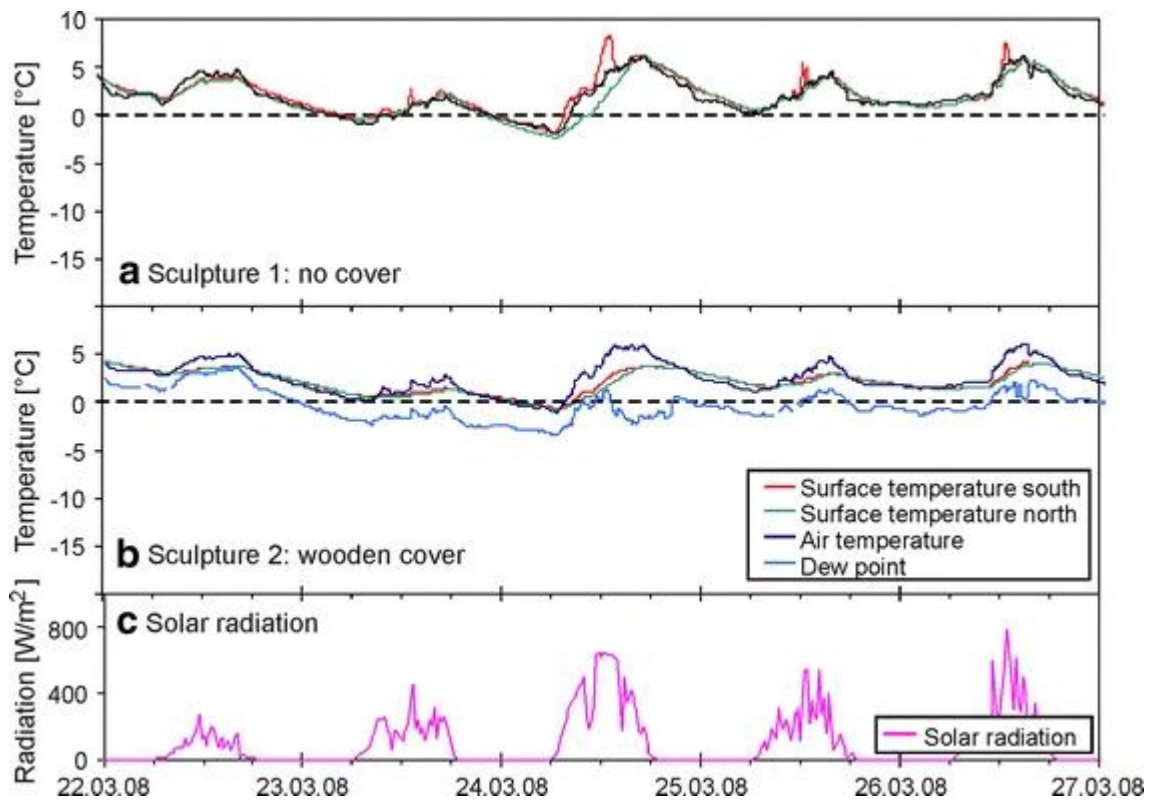 10
5
0
-5
-10
-15
Temperature [°C]
a Sculpture 1: no cover
5
0
-5
-10
-15
Temperature [°C]
b Sculpture 2: wooden cover
Surface temperature south
Surface temperature north
Air temperature
Dew point
c Solar radiation
800
400
0
Radiation [W/m²]
Solar radiation
22.03.08 23.03.08 24.03.08 25.03.08 26.03.08 27.03.08